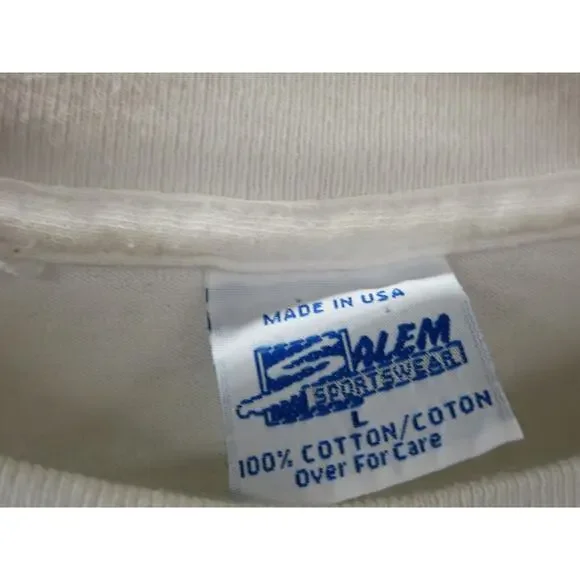 MADE IN USA
SALEM
SPORTSWEAR
L
100% COTTON/COTON
Over For Care